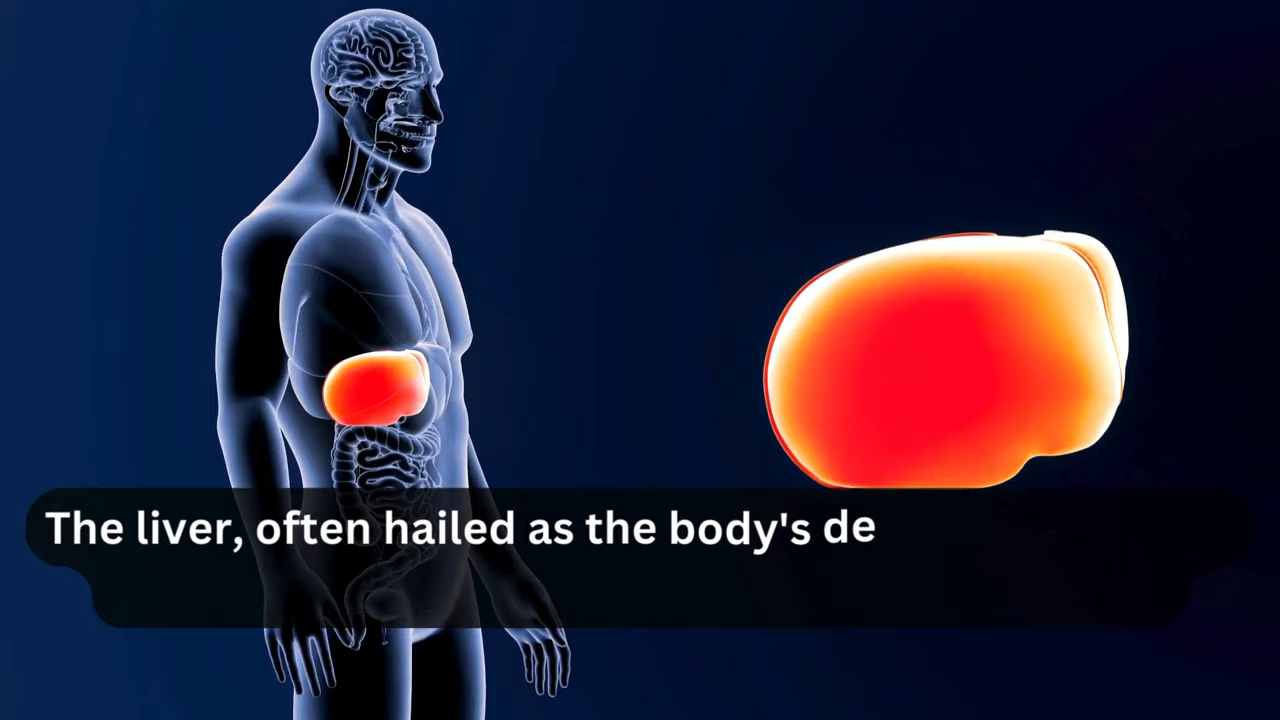 The liver, often hailed as the body's de